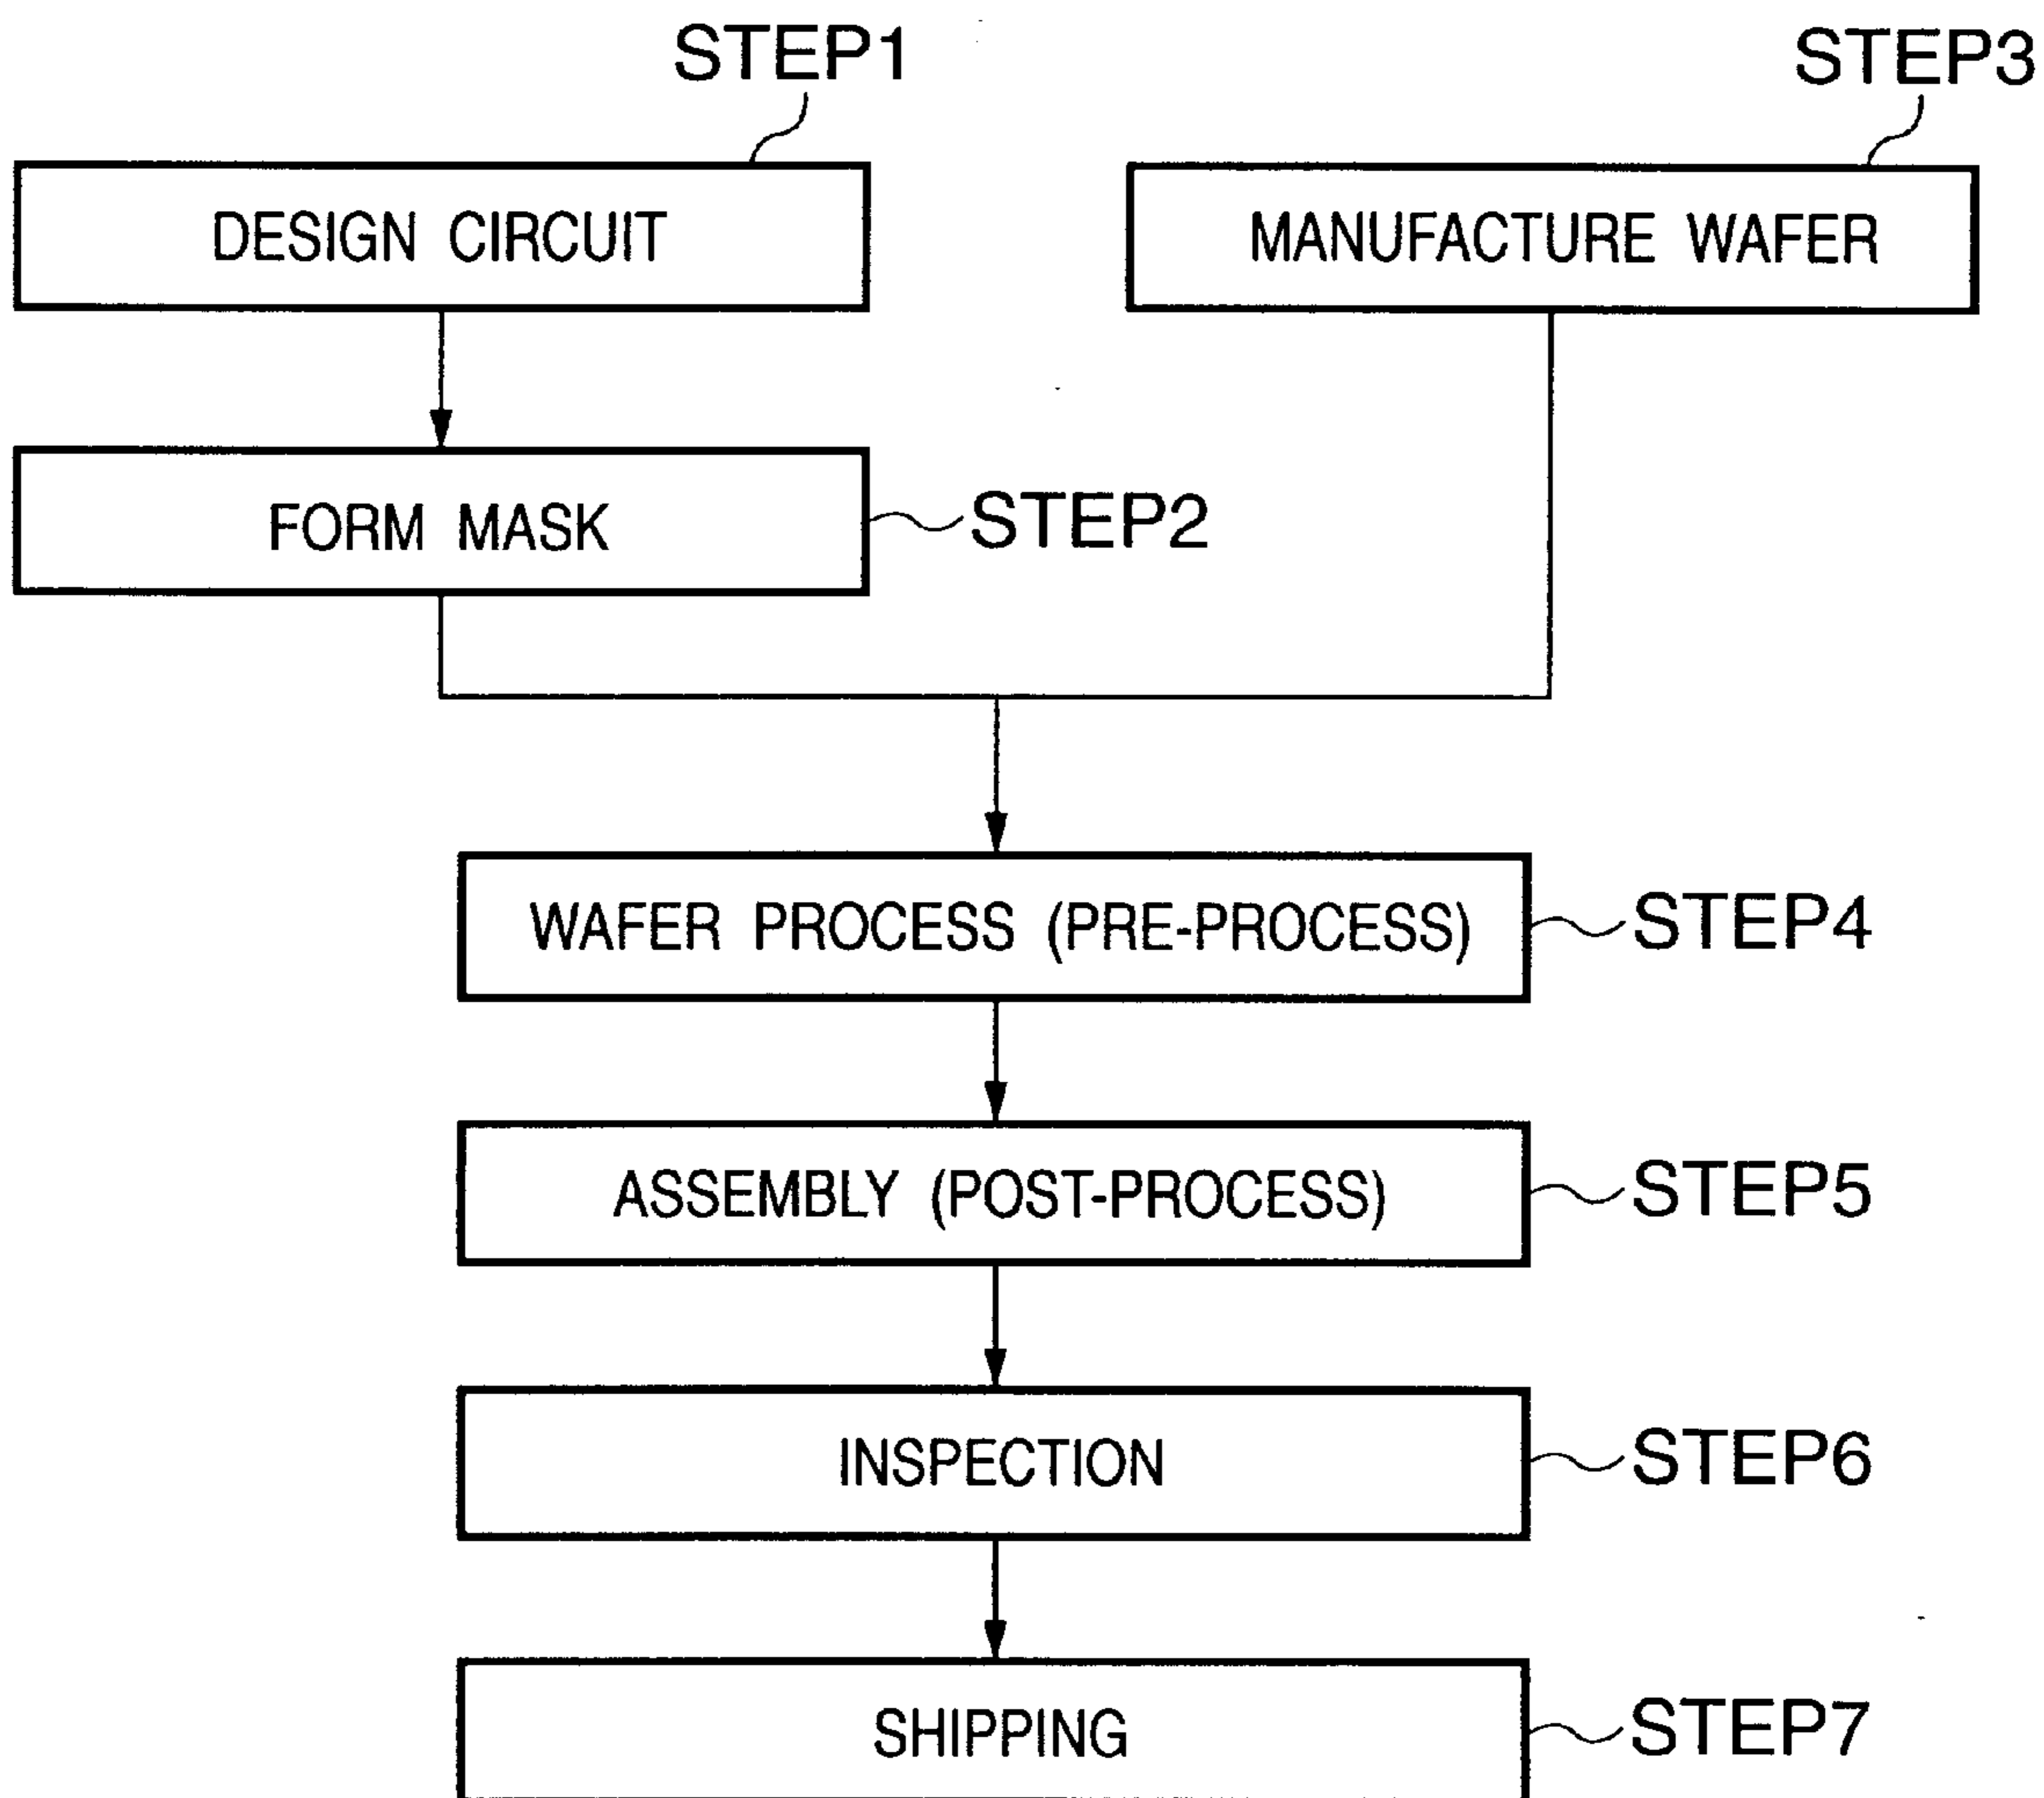 STEP1
STEP3
DESIGN CIRCUIT
MANUFACTURE WAFER
FORM MASK
STEP2
WAFER PROCESS (PRE-PROCESS)
STEP4
ASSEMBLY (POST-PROCESS)
STEP5
INSPECTION
STEP6
SHIPPING
STEP7